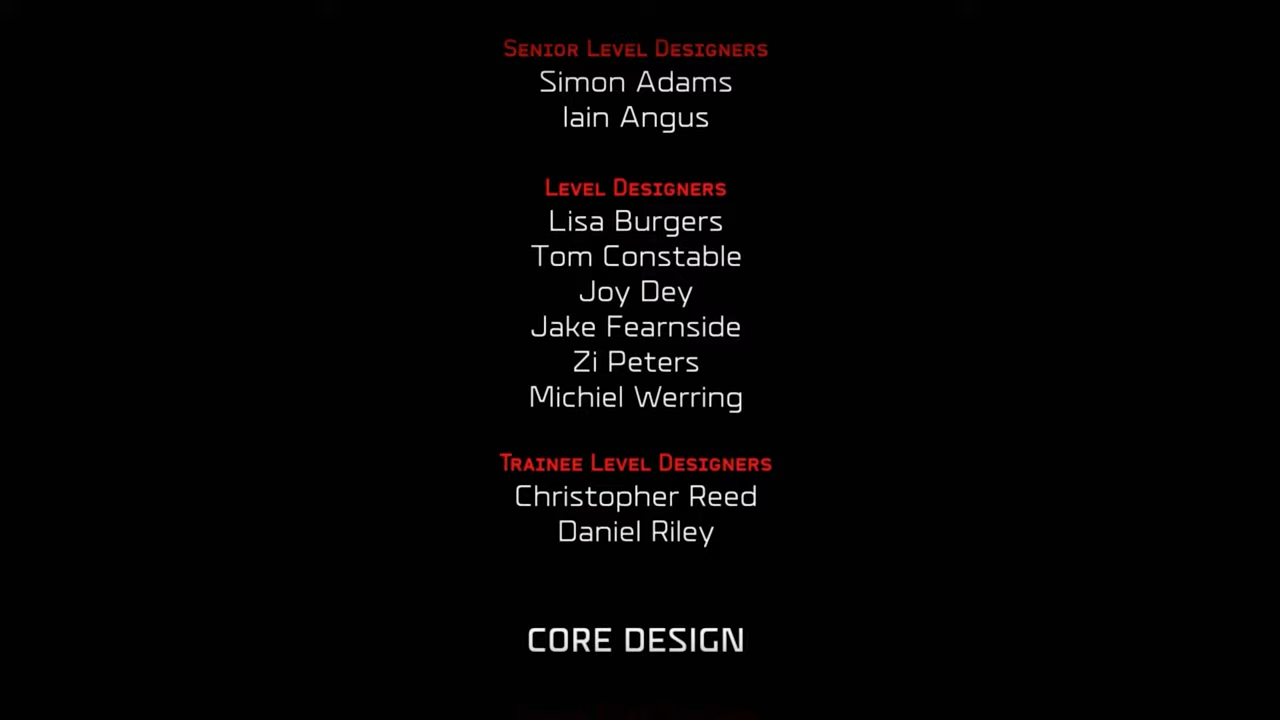 Senior Level Designers
Simon Adams
Iain Angus
Level Designers
Lisa Burgers
Tom Constable
Joy Dey
Jake Fearnside
Zi Peters
Michiel Werring
Trainee Level Designers
Christopher Reed
Daniel Riley
CORE DESIGN